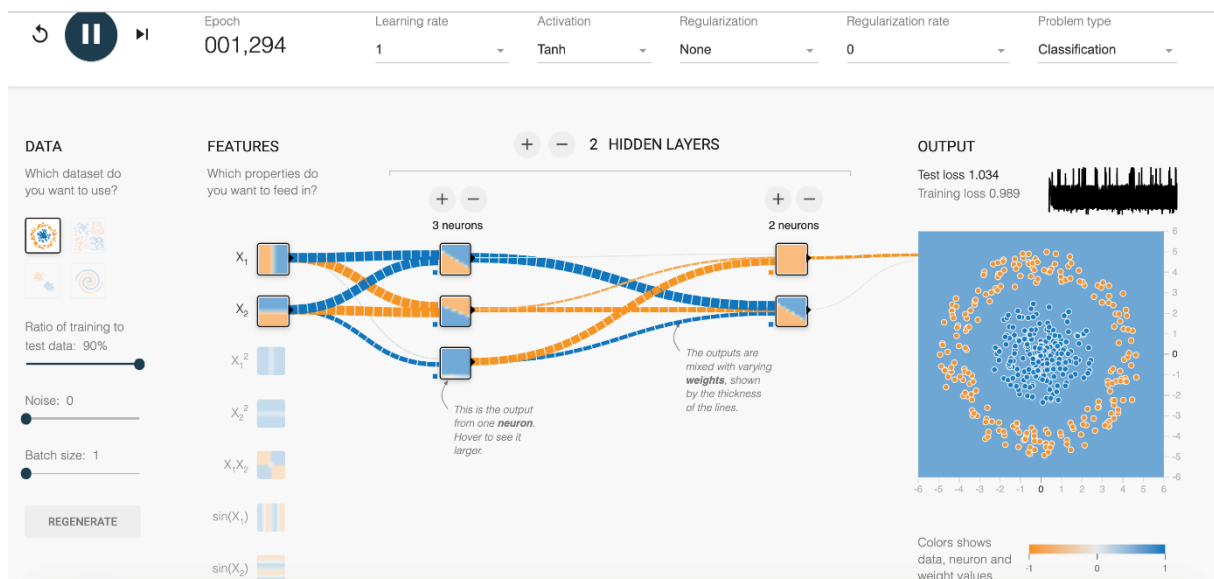 Epoch
001,294
Learning rate
1
Activation
Tanh
Regularization
None
Regularization rate
0
Problem type
Classification
DATA
Which dataset do
you want to use?
Ratio of training to
test data: 90%
Noise: 0
Batch size: 1
REGENERATE
FEATURES
Which properties do
you want to feed in?
X₁
X₂
X₁²
X₂²
X₁X₂
sin(X₁)
sin(X₂)
+ − 2 HIDDEN LAYERS
+ −
3 neurons
+ −
2 neurons
This is the output
from one neuron.
Hover to see it
larger.
The outputs are
mixed with varying
weights, shown
by the thickness
of the lines.
OUTPUT
Test loss 1.034
Training loss 0.989
6
5
4
3
2
1
0
-1
-2
-3
-4
-5
-6
-6 -5 -4 -3 -2 -1 0 1 2 3 4 5 6
Colors shows
data, neuron and
weight values.
-1 0 1